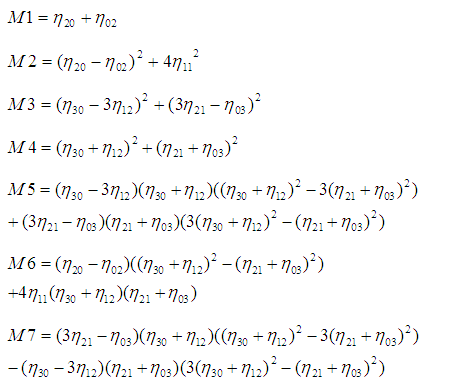 M1 = η₂₀ + η₀₂
M2 = (η₂₀ − η₀₂)² + 4η₁₁²
M3 = (η₃₀ − 3η₁₂)² + (3η₂₁ − η₀₃)²
M4 = (η₃₀ + η₁₂)² + (η₂₁ + η₀₃)²
M5 = (η₃₀ − 3η₁₂)(η₃₀ + η₁₂)((η₃₀ + η₁₂)² − 3(η₂₁ + η₀₃)²)
+ (3η₂₁ − η₀₃)(η₂₁ + η₀₃)(3(η₃₀ + η₁₂)² − (η₂₁ + η₀₃)²)
M6 = (η₂₀ − η₀₂)((η₃₀ + η₁₂)² − (η₂₁ + η₀₃)²)
+4η₁₁(η₃₀ + η₁₂)(η₂₁ + η₀₃)
M7 = (3η₂₁ − η₀₃)(η₃₀ + η₁₂)((η₃₀ + η₁₂)² − 3(η₂₁ + η₀₃)²)
−(η₃₀ − 3η₁₂)(η₂₁ + η₀₃)(3(η₃₀ + η₁₂)² − (η₂₁ + η₀₃)²)